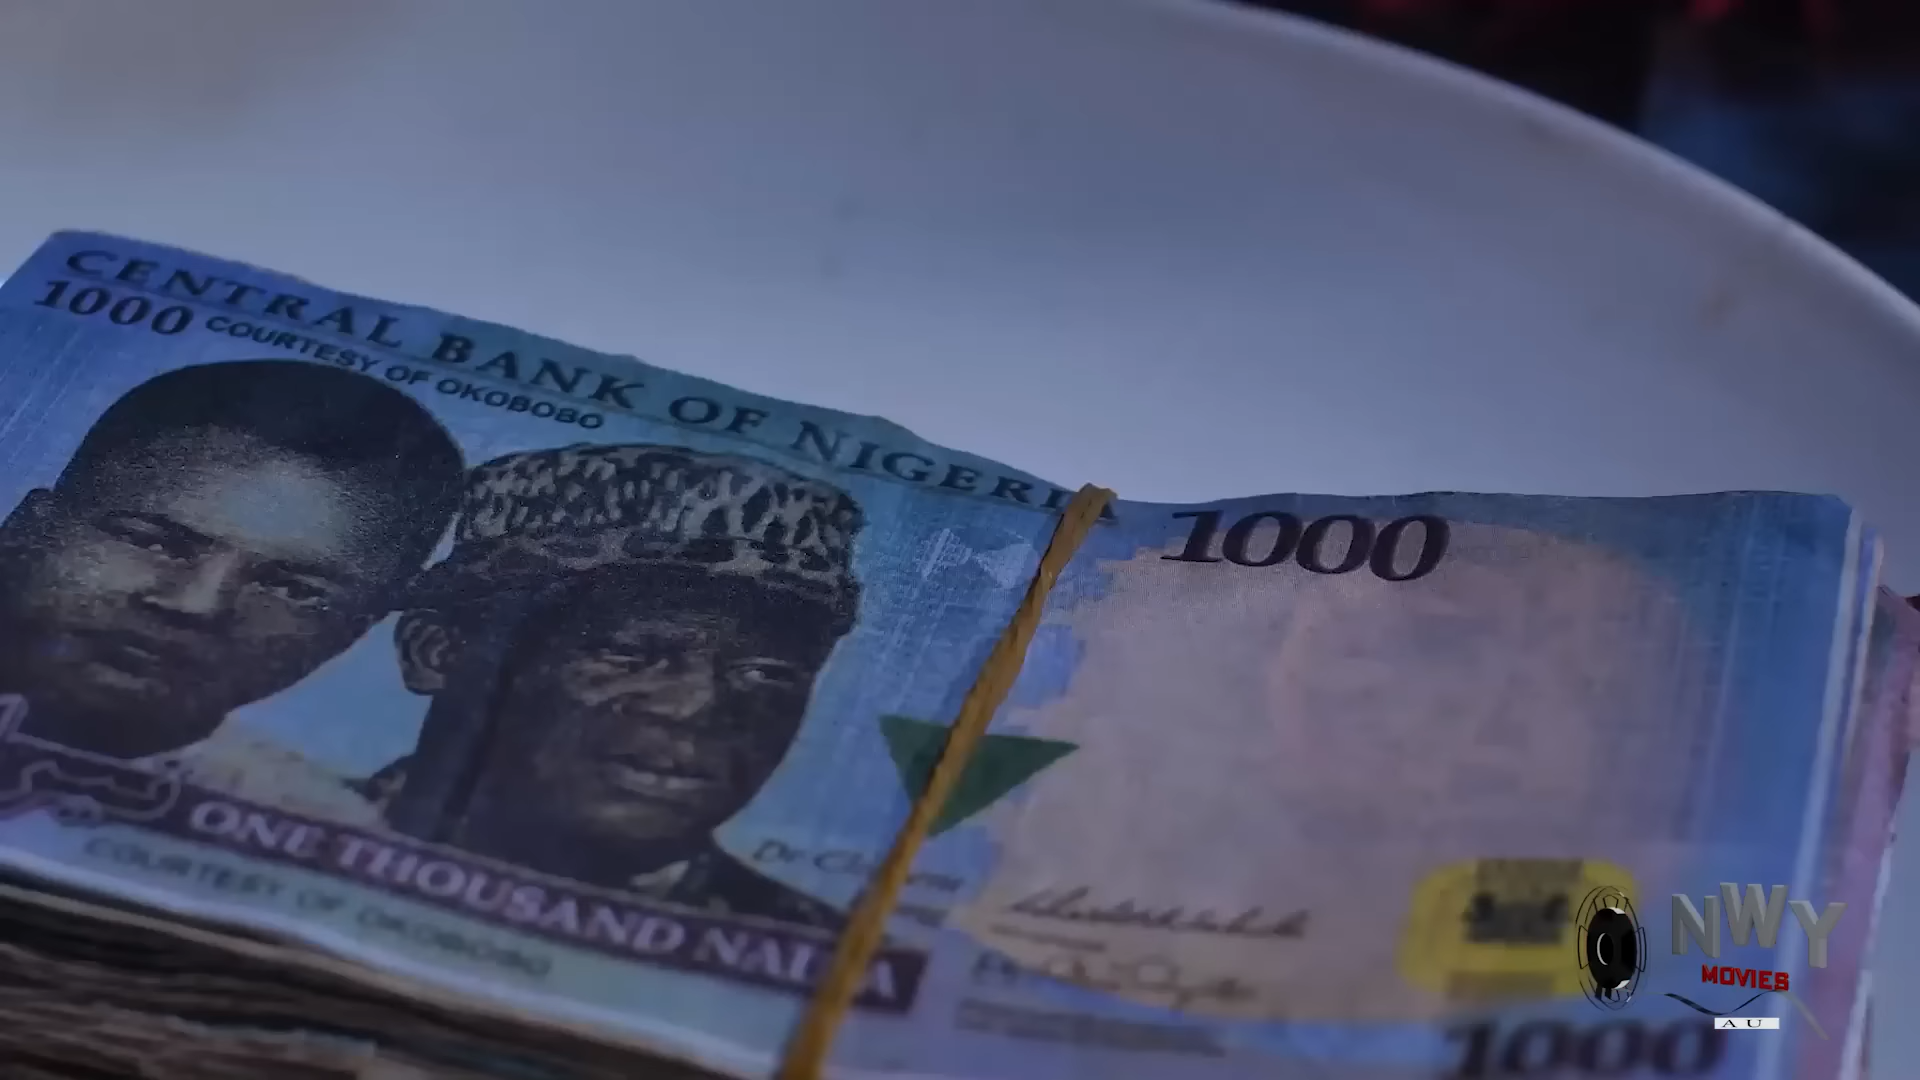 CENTRAL BANK OF NIGERIA
1000 COURTESY OF OKOBOBO
1000
ONE THOUSAND NAIRA
COURTESY OF OKOBOBO
1000
NWY
MOVIES
AU